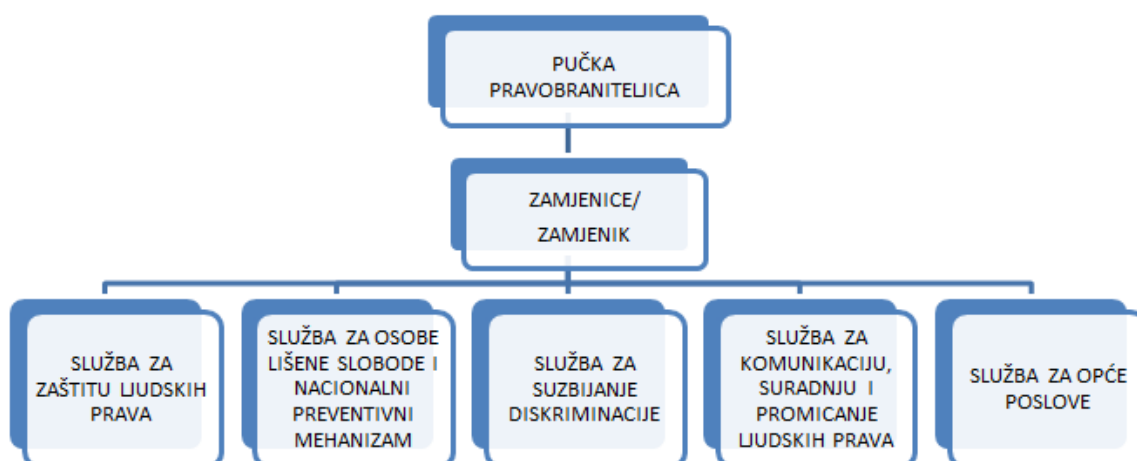 PUČKA
PRAVOBRANITELJICA
ZAMJENICE/
ZAMJENIK
SLUŽBA ZA
ZAŠTITU LJUDSKIH
PRAVA
SLUŽBA ZA OSOBE
LIŠENE SLOBODE I
NACIONALNI
PREVENTIVNI
MEHANIZAM
SLUŽBA ZA
SUZBIJANJE
DISKRIMINACIJE
SLUŽBA ZA
KOMUNIKACIJU,
SURADNJU I
PROMICANJE
LJUDSKIH PRAVA
SLUŽBA ZA OPĆE
POSLOVE